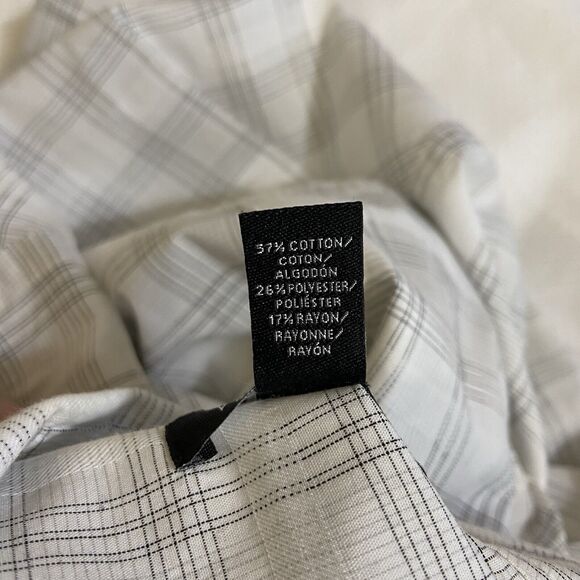 57% COTTON/
COTON/
ALGODÓN
26% POLYESTER/
POLIÉSTER
17% RAYON/
RAYONNE/
RAYÓN